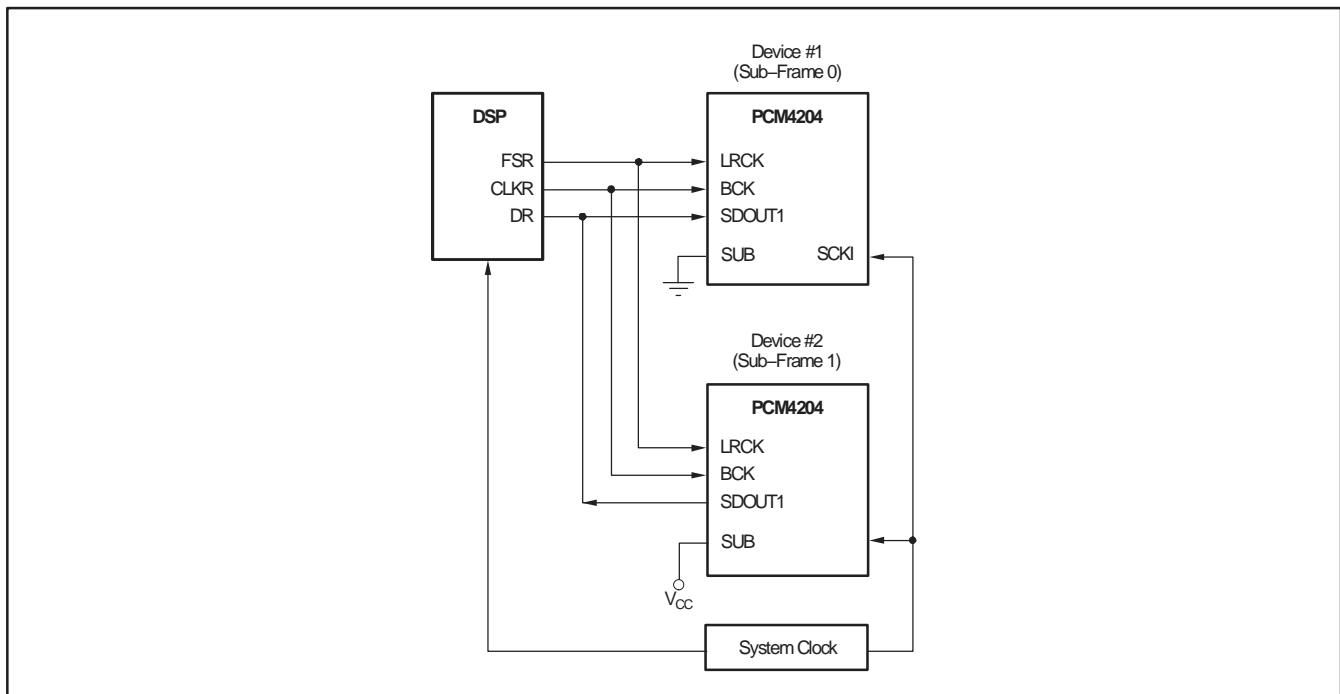 Device #1
(Sub–Frame 0)
DSP
FSR
CLKR
DR
PCM4204
LRCK
BCK
SDOUT1
SUB
SCKI
Device #2
(Sub–Frame 1)
PCM4204
LRCK
BCK
SDOUT1
SUB
VCC
System Clock